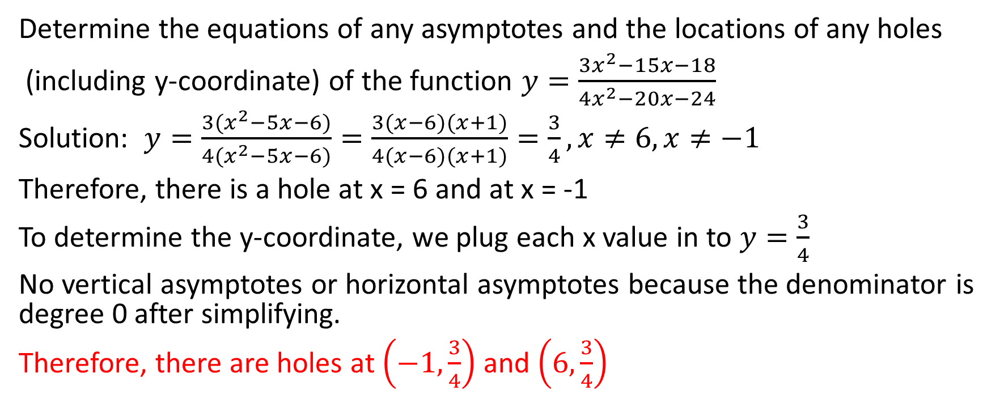 Determine the equations of any asymptotes and the locations of any holes
(including y-coordinate) of the function $y = \frac{3x^2-15x-18}{4x^2-20x-24}$
Solution: $y = \frac{3(x^2-5x-6)}{4(x^2-5x-6)} = \frac{3(x-6)(x+1)}{4(x-6)(x+1)} = \frac{3}{4}, x \neq 6, x \neq -1$
Therefore, there is a hole at x = 6 and at x = -1
To determine the y-coordinate, we plug each x value in to $y = \frac{3}{4}$
No vertical asymptotes or horizontal asymptotes because the denominator is
degree 0 after simplifying.
Therefore, there are holes at $\left(-1, \frac{3}{4}\right)$ and $\left(6, \frac{3}{4}\right)$